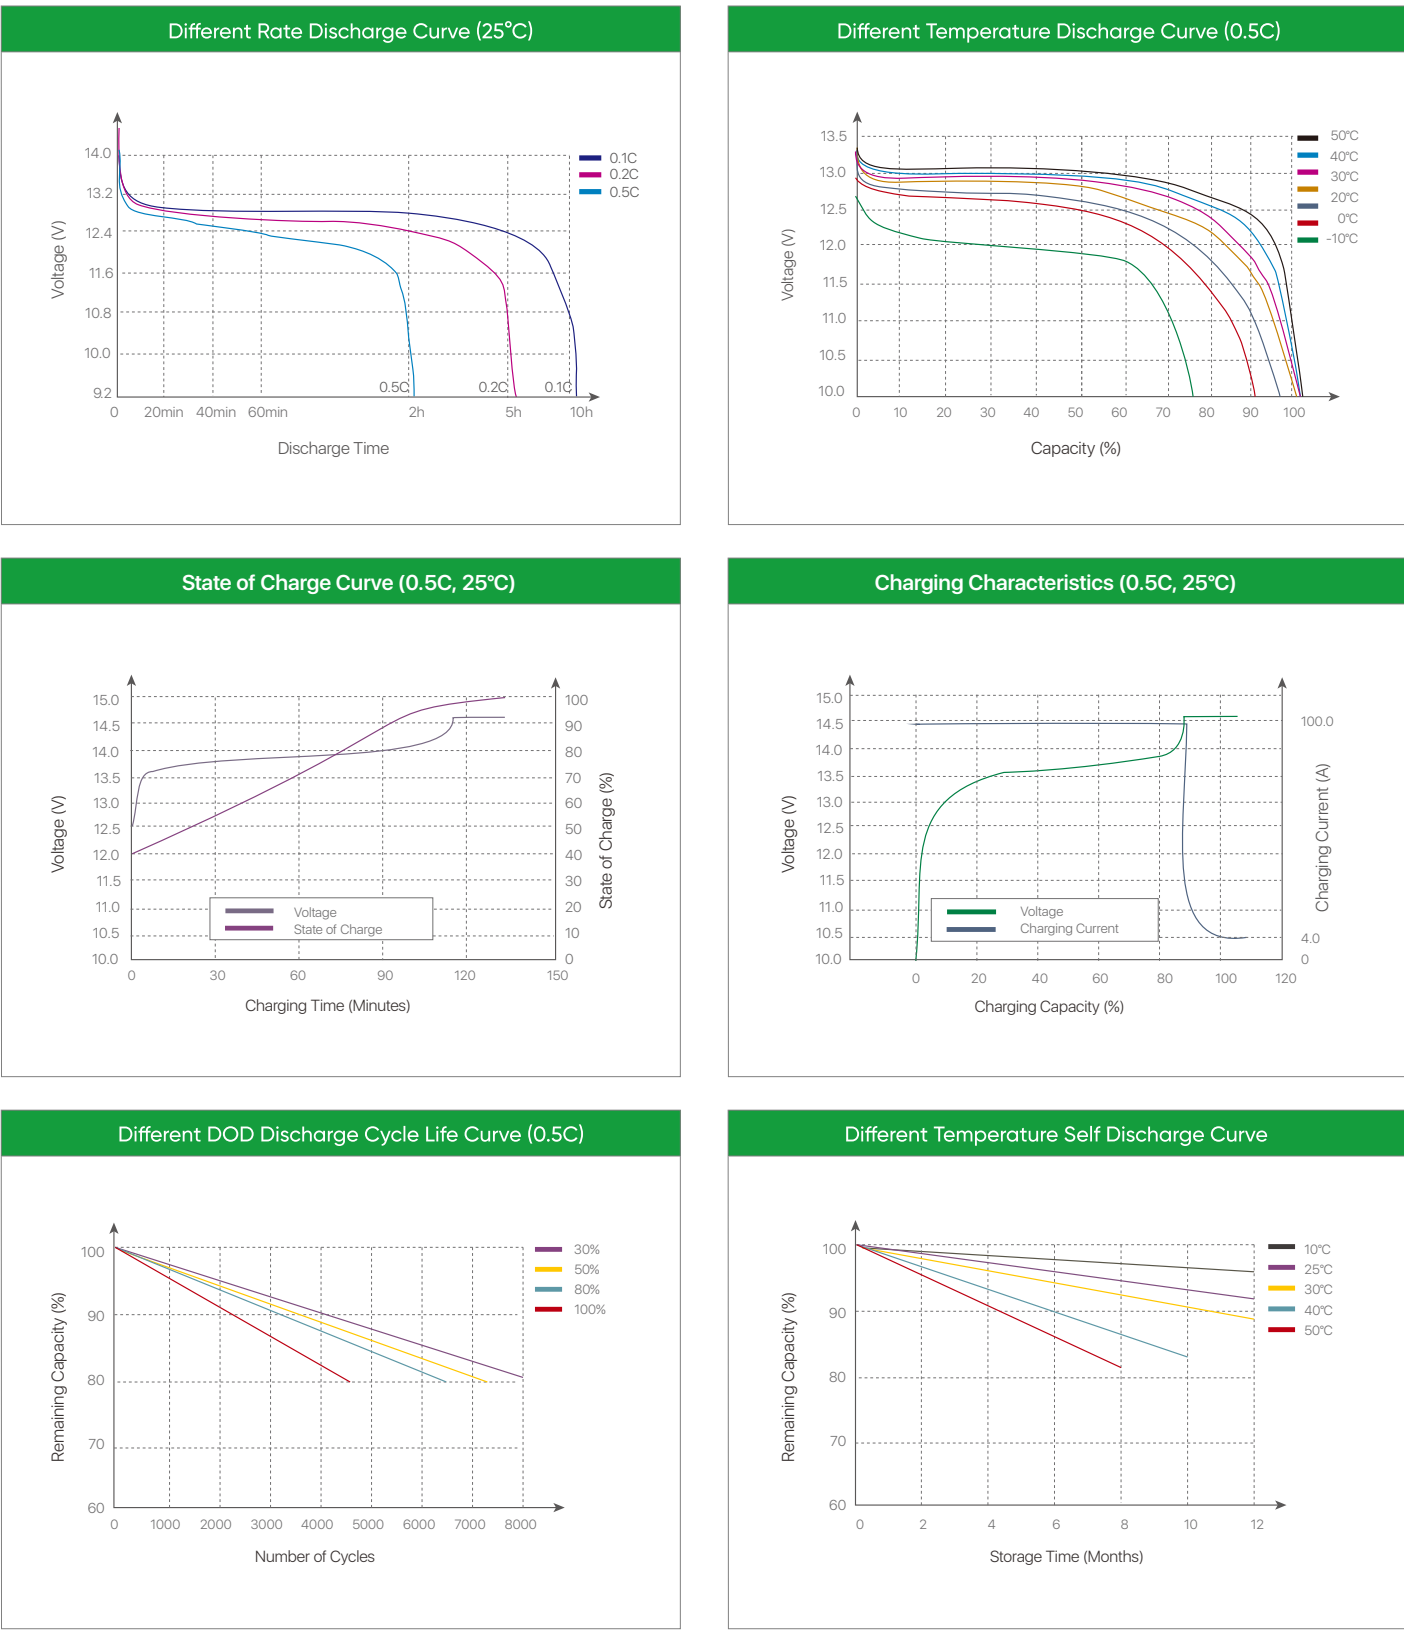 Different Rate Discharge Curve (25°C)
14.0
13.2
12.4
11.6
10.8
10.0
9.2
Voltage (V)
0.1C
0.2C
0.5C
0.5C 0.2C 0.1C
0 20min 40min 60min 2h 5h 10h
Discharge Time
Different Temperature Discharge Curve (0.5C)
13.5
13.0
12.5
12.0
11.5
11.0
10.5
10.0
Voltage (V)
50°C
40°C
30°C
20°C
0°C
-10°C
0 10 20 30 40 50 60 70 80 90 100
Capacity (%)
State of Charge Curve (0.5C, 25°C)
15.0
14.5
14.0
13.5
13.0
12.5
12.0
11.5
11.0
10.5
10.0
Voltage (V)
100
90
80
70
60
50
40
30
20
10
0
State of Charge (%)
Voltage
State of Charge
0 30 60 90 120 150
Charging Time (Minutes)
Charging Characteristics (0.5C, 25°C)
15.0
14.5
14.0
13.5
13.0
12.5
12.0
11.5
11.0
10.5
10.0
Voltage (V)
100.0
4.0
0
Charging Current (A)
Voltage
Charging Current
0 20 40 60 80 100 120
Charging Capacity (%)
Different DOD Discharge Cycle Life Curve (0.5C)
100
90
80
70
60
Remaining Capacity (%)
30%
50%
80%
100%
0 1000 2000 3000 4000 5000 6000 7000 8000
Number of Cycles
Different Temperature Self Discharge Curve
100
90
80
70
60
Remaining Capacity (%)
10°C
25°C
30°C
40°C
50°C
0 2 4 6 8 10 12
Storage Time (Months)